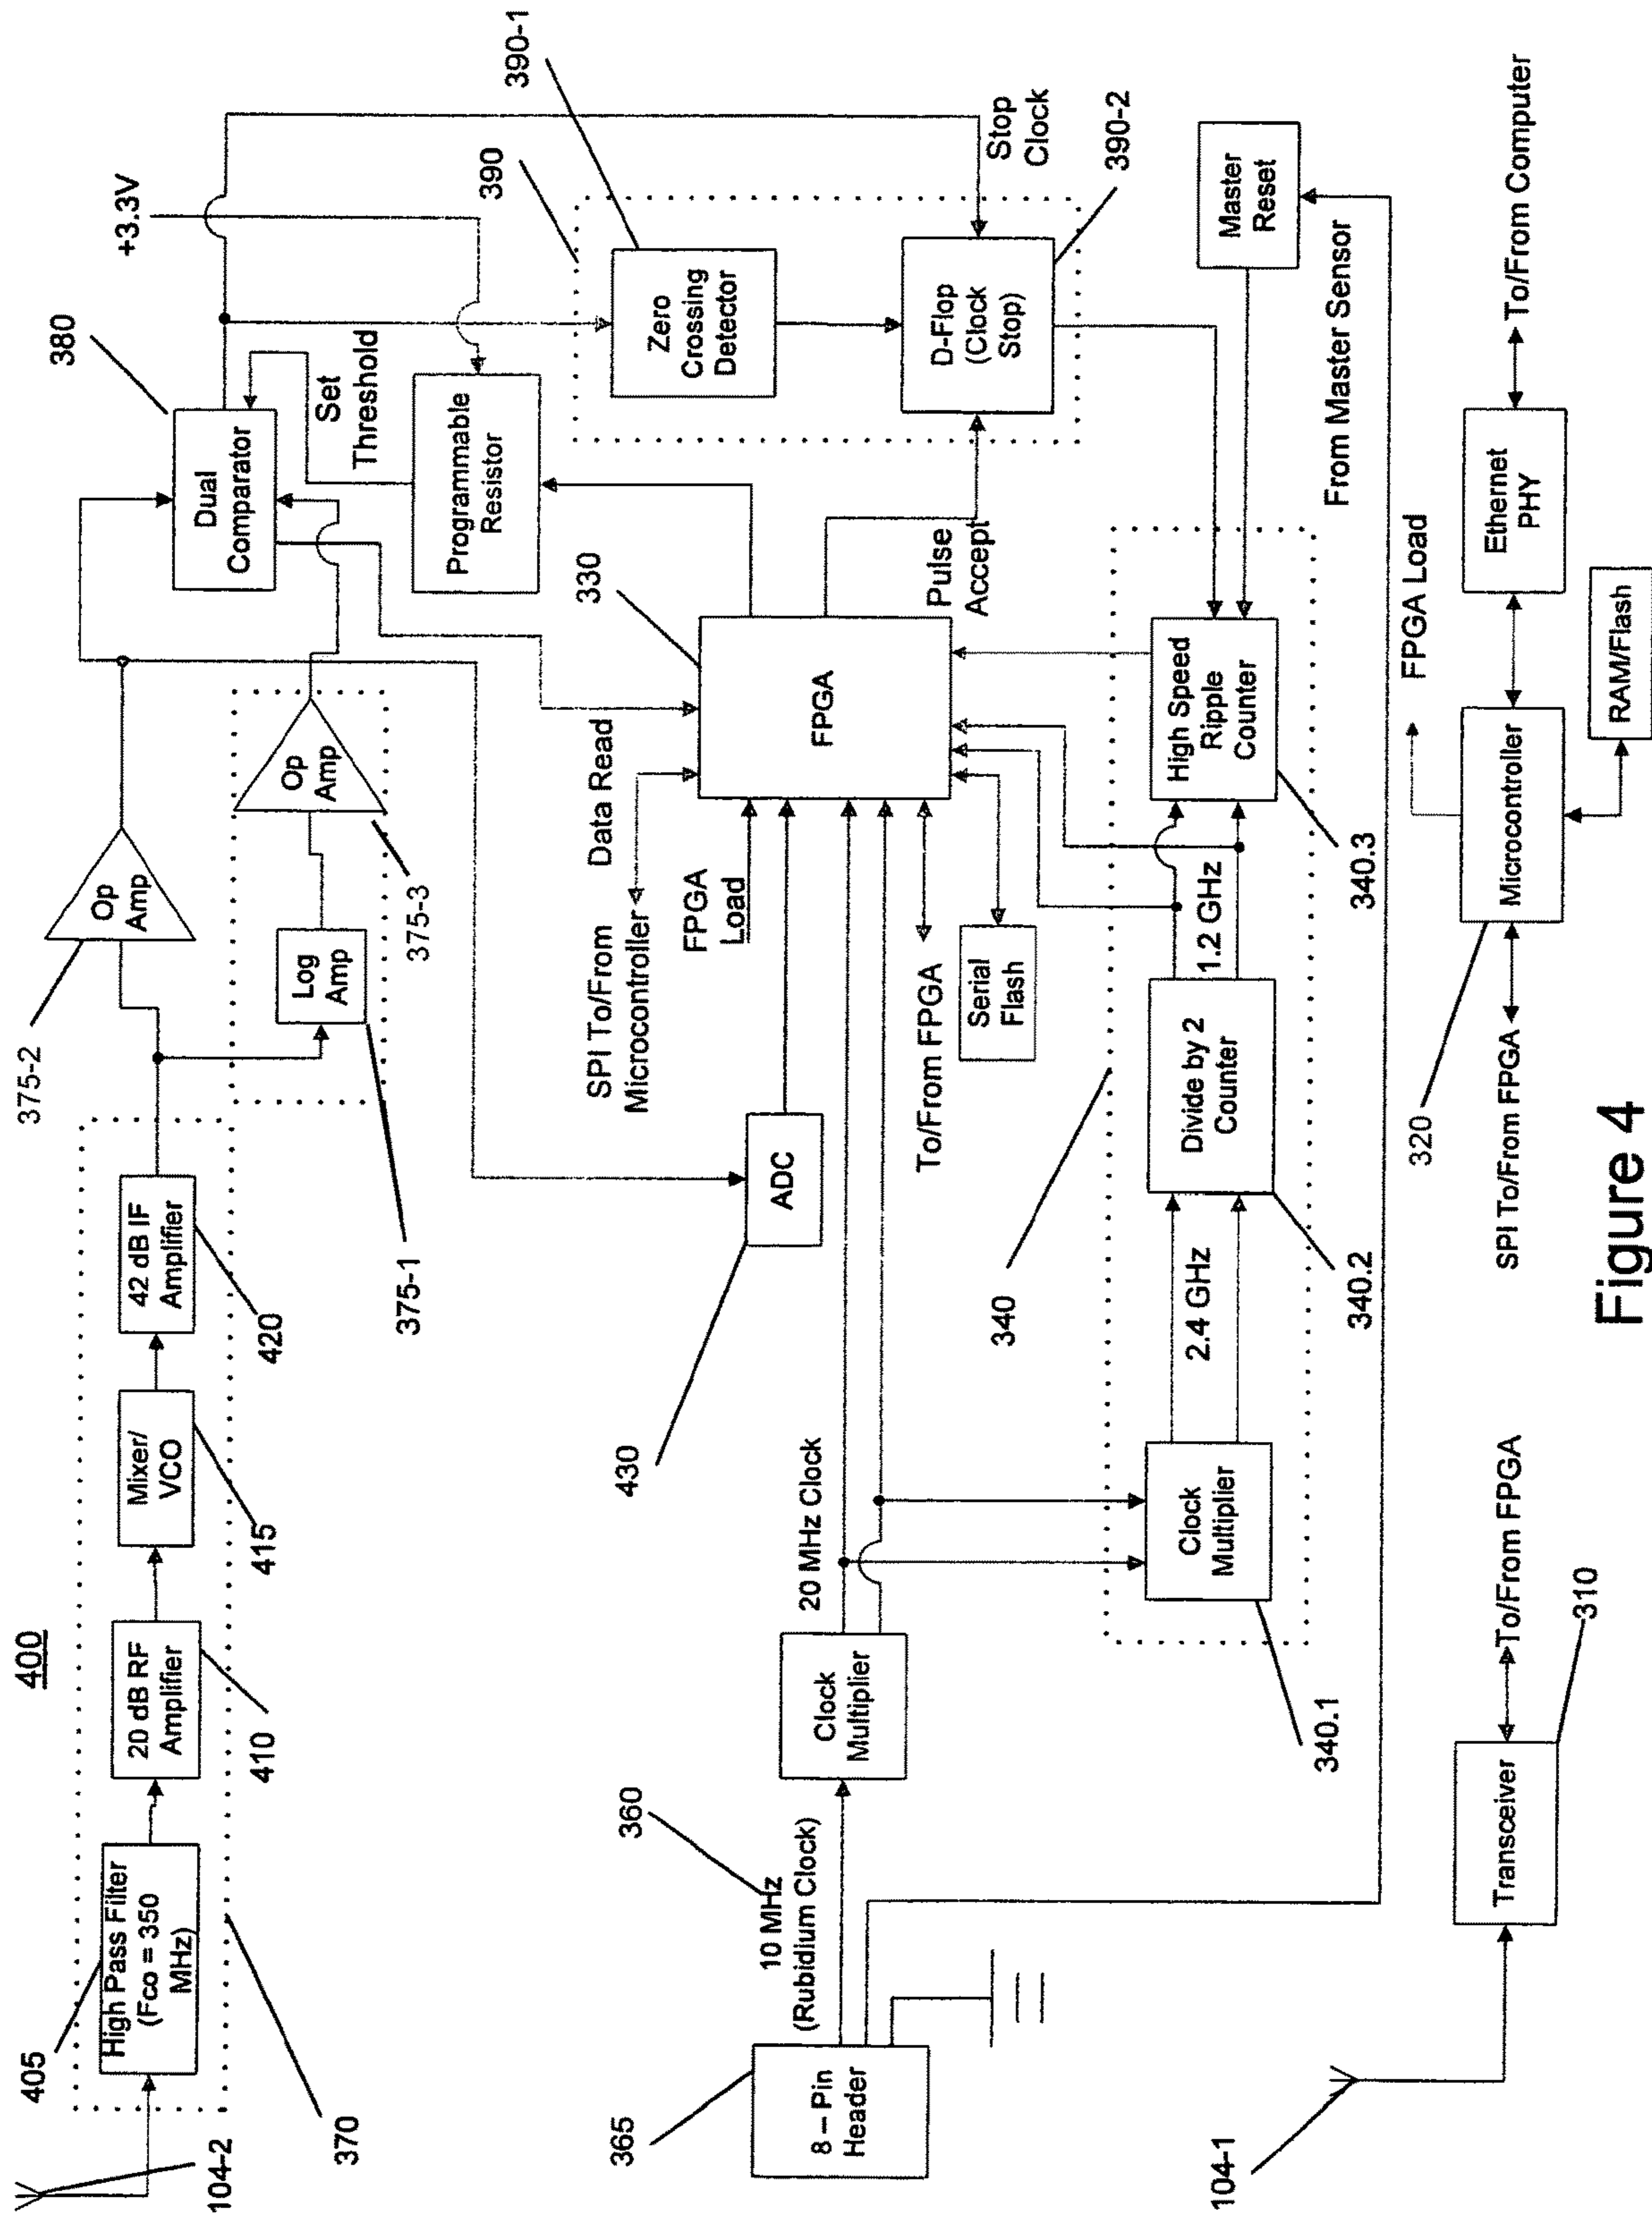 400
104-2
405
High Pass Filter
(Fco = 350
MHz)
370
20 dB RF
Amplifier
410
Mixer/
VCO
415
42 dB IF
Amplifier
420
375-2
Op
Amp
Log
Amp
375-1
Op
Amp
375-3
380
Dual
Comparator
+3.3V
Set
Threshold
Programmable
Resistor
390
390-1
Zero
Crossing
Detector
D-Flop
(Clock
Stop)
Stop
Clock
390-2
Pulse
Accept
330
FPGA
Data Read
SPI To/From
Microcontroller
FPGA
Load
ADC
430
To/From FPGA
Serial
Flash
365
8 – Pin
Header
360
10 MHz
(Rubidium Clock)
Clock
Multiplier
20 MHz Clock
340
Clock
Multiplier
340.1
2.4 GHz
Divide by 2
Counter
340.2
1.2 GHz
High Speed
Ripple
Counter
340.3
Master
Reset
From Master Sensor
104-1
Transceiver
310
To/From FPGA
SPI To/From FPGA
320
Microcontroller
FPGA Load
RAM/Flash
Ethernet
PHY
To/From Computer
Figure 4